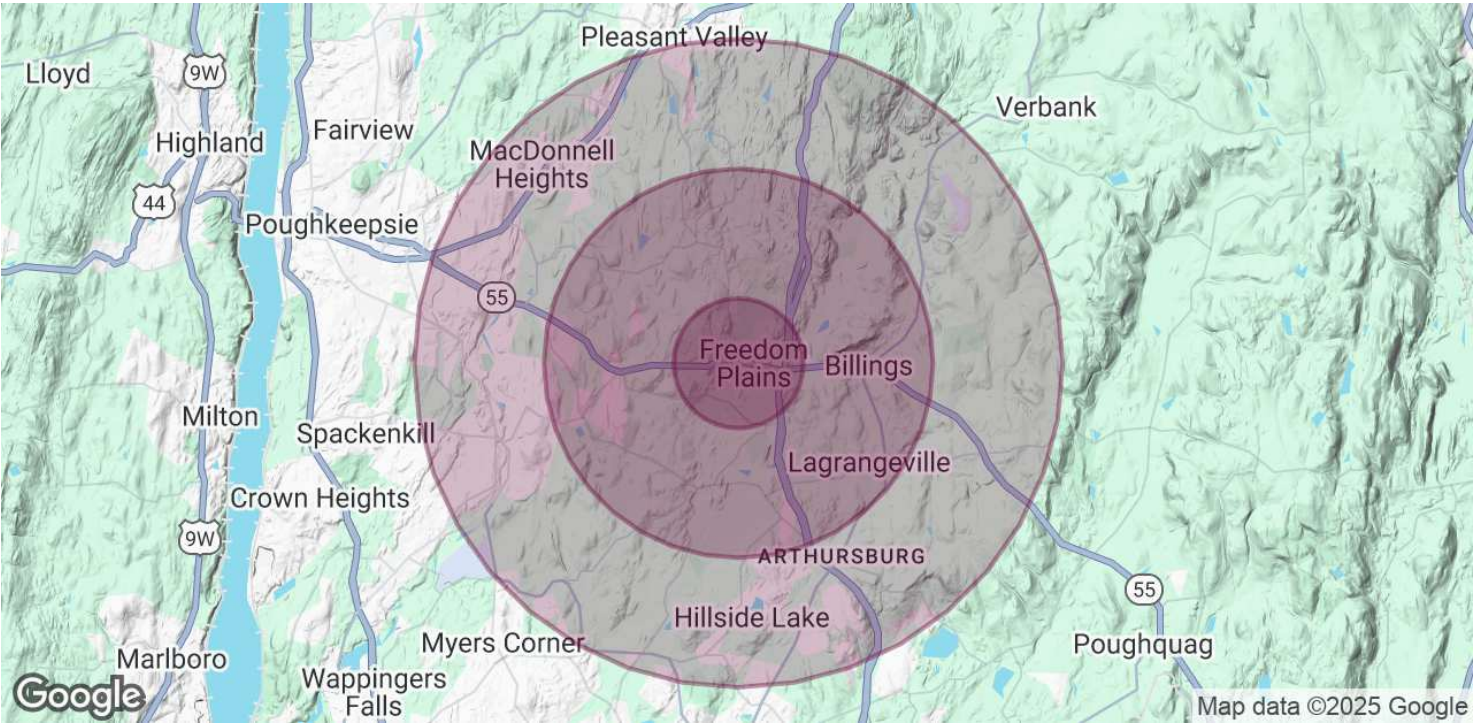 Pleasant Valley
Lloyd
9W
Verbank
Fairview
Highland
MacDonnell
Heights
44
Poughkeepsie
55
Freedom
Plains
Billings
Milton
Spackenkill
Lagrangeville
Crown Heights
9W
ARTHURSBURG
55
Hillside Lake
Myers Corner
Poughquag
Marlboro
Wappingers
Falls
Google
Map data ©2025 Google